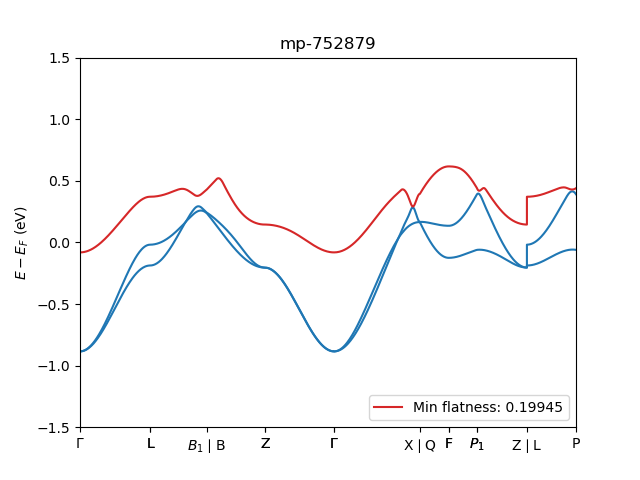 mp-752879
1.5
1.0
0.5
0.0
−0.5
−1.0
−1.5
E − E_F (eV)
Min flatness: 0.19945
Γ L B₁ | B Z Γ X | Q F P₁ Z | L P